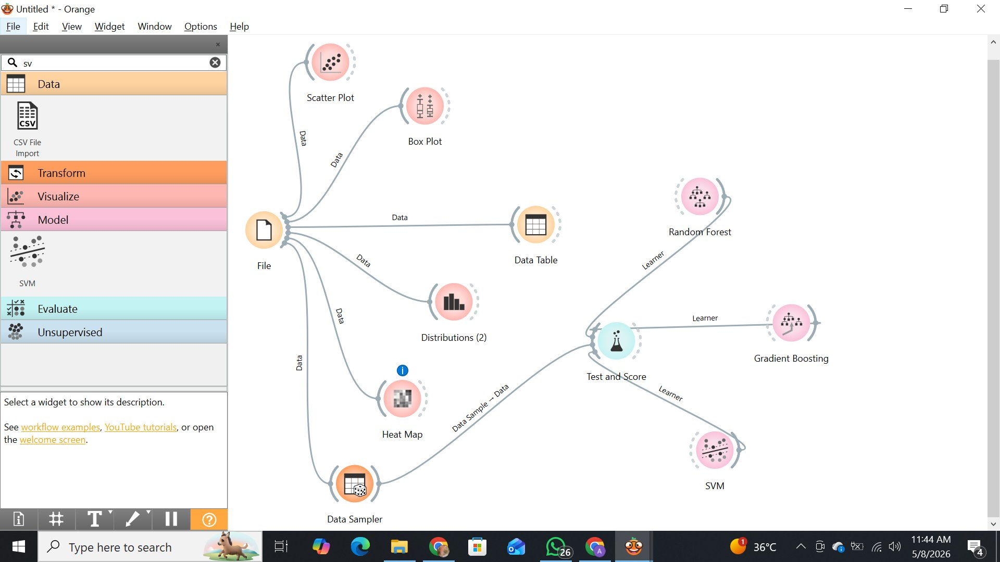 Untitled * - Orange
File Edit View Widget Window Options Help
sv
Data
CSV
CSV File
Import
Transform
Visualize
Model
SVM
Evaluate
Unsupervised
Select a widget to show its description.
See workflow examples, YouTube tutorials, or open
the welcome screen.
Scatter Plot
Data
Box Plot
Data
File
Data
Data Table
Data
Distributions (2)
Data
i
Heat Map
Data
Data Sampler
Data Sample → Data
Random Forest
Learner
Learner
Gradient Boosting
Test and Score
Learner
SVM
T
?
Type here to search
26
A
1
36°C
11:44 AM
5/8/2026
4